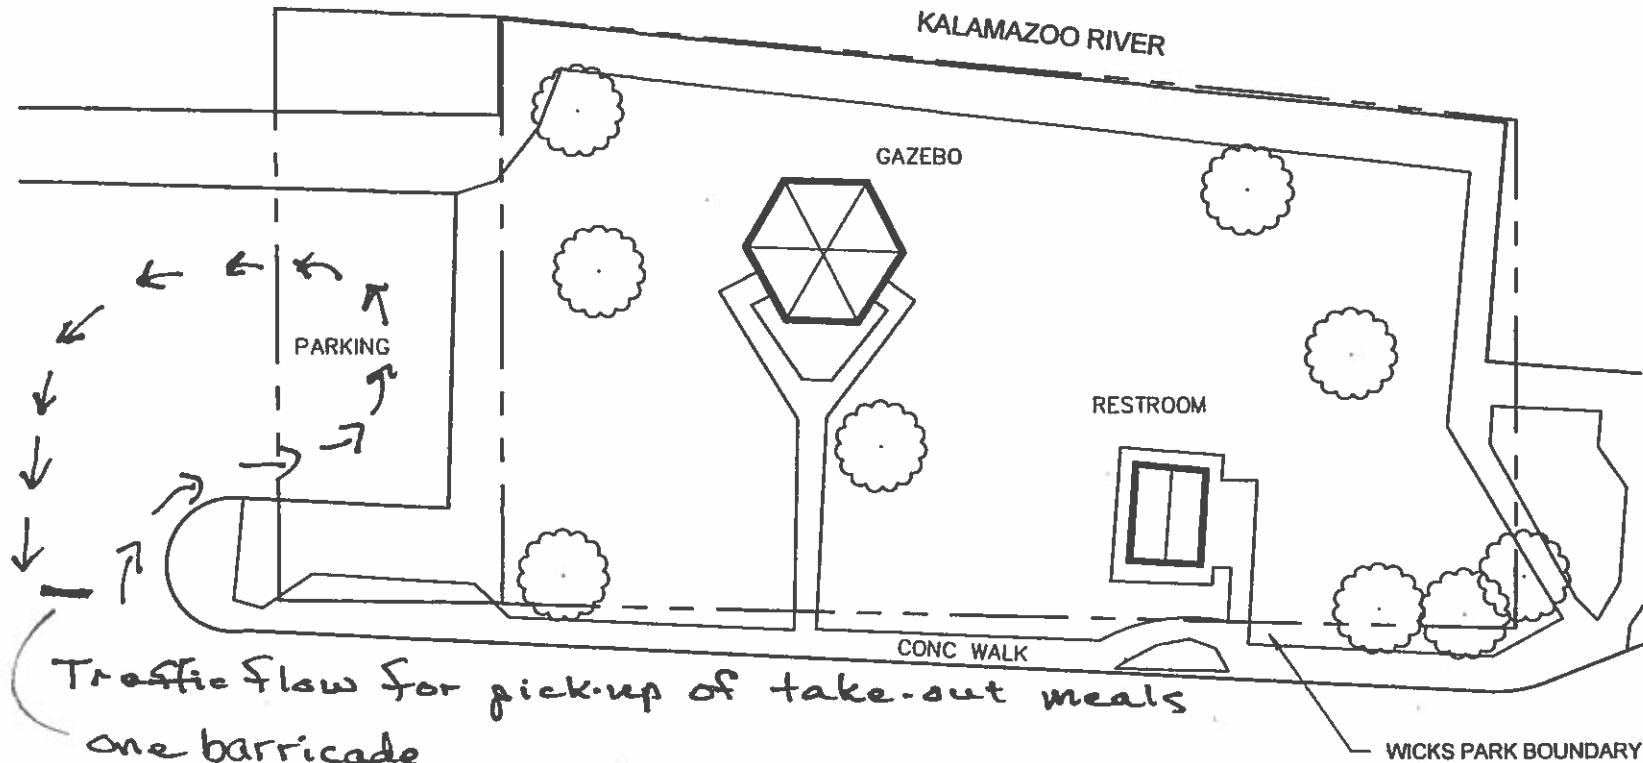 KALAMAZOO RIVER
GAZEBO
PARKING
RESTROOM
CONC WALK
Traffic flow for pick-up of take-out meals
one barricade
WICKS PARK BOUNDARY